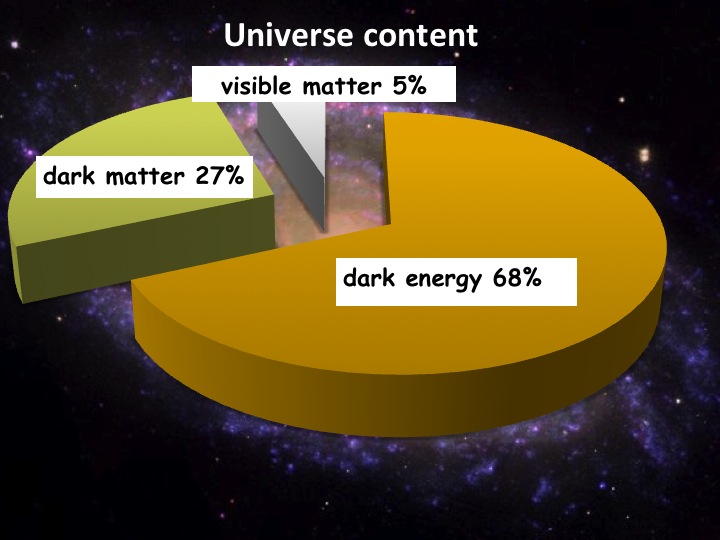 Universe content
visible matter 5%
dark matter 27%
dark energy 68%